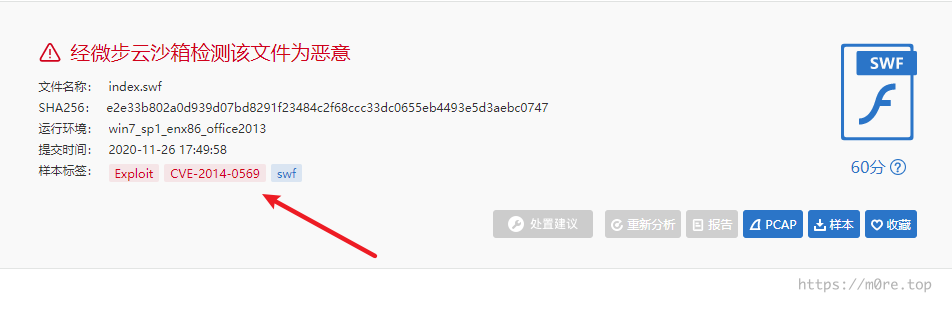 经微步云沙箱检测该文件为恶意
文件名称： index.swf
SHA256： e2e33b802a0d939d07bd8291f23484c2f68ccc33dc0655eb4493e5d3aebc0747
运行环境： win7_sp1_enx86_office2013
提交时间： 2020-11-26 17:49:58
样本标签： Exploit CVE-2014-0569 swf
SWF
60分 ?
处置建议 重新分析 报告 PCAP 样本 收藏
https://m0re.top